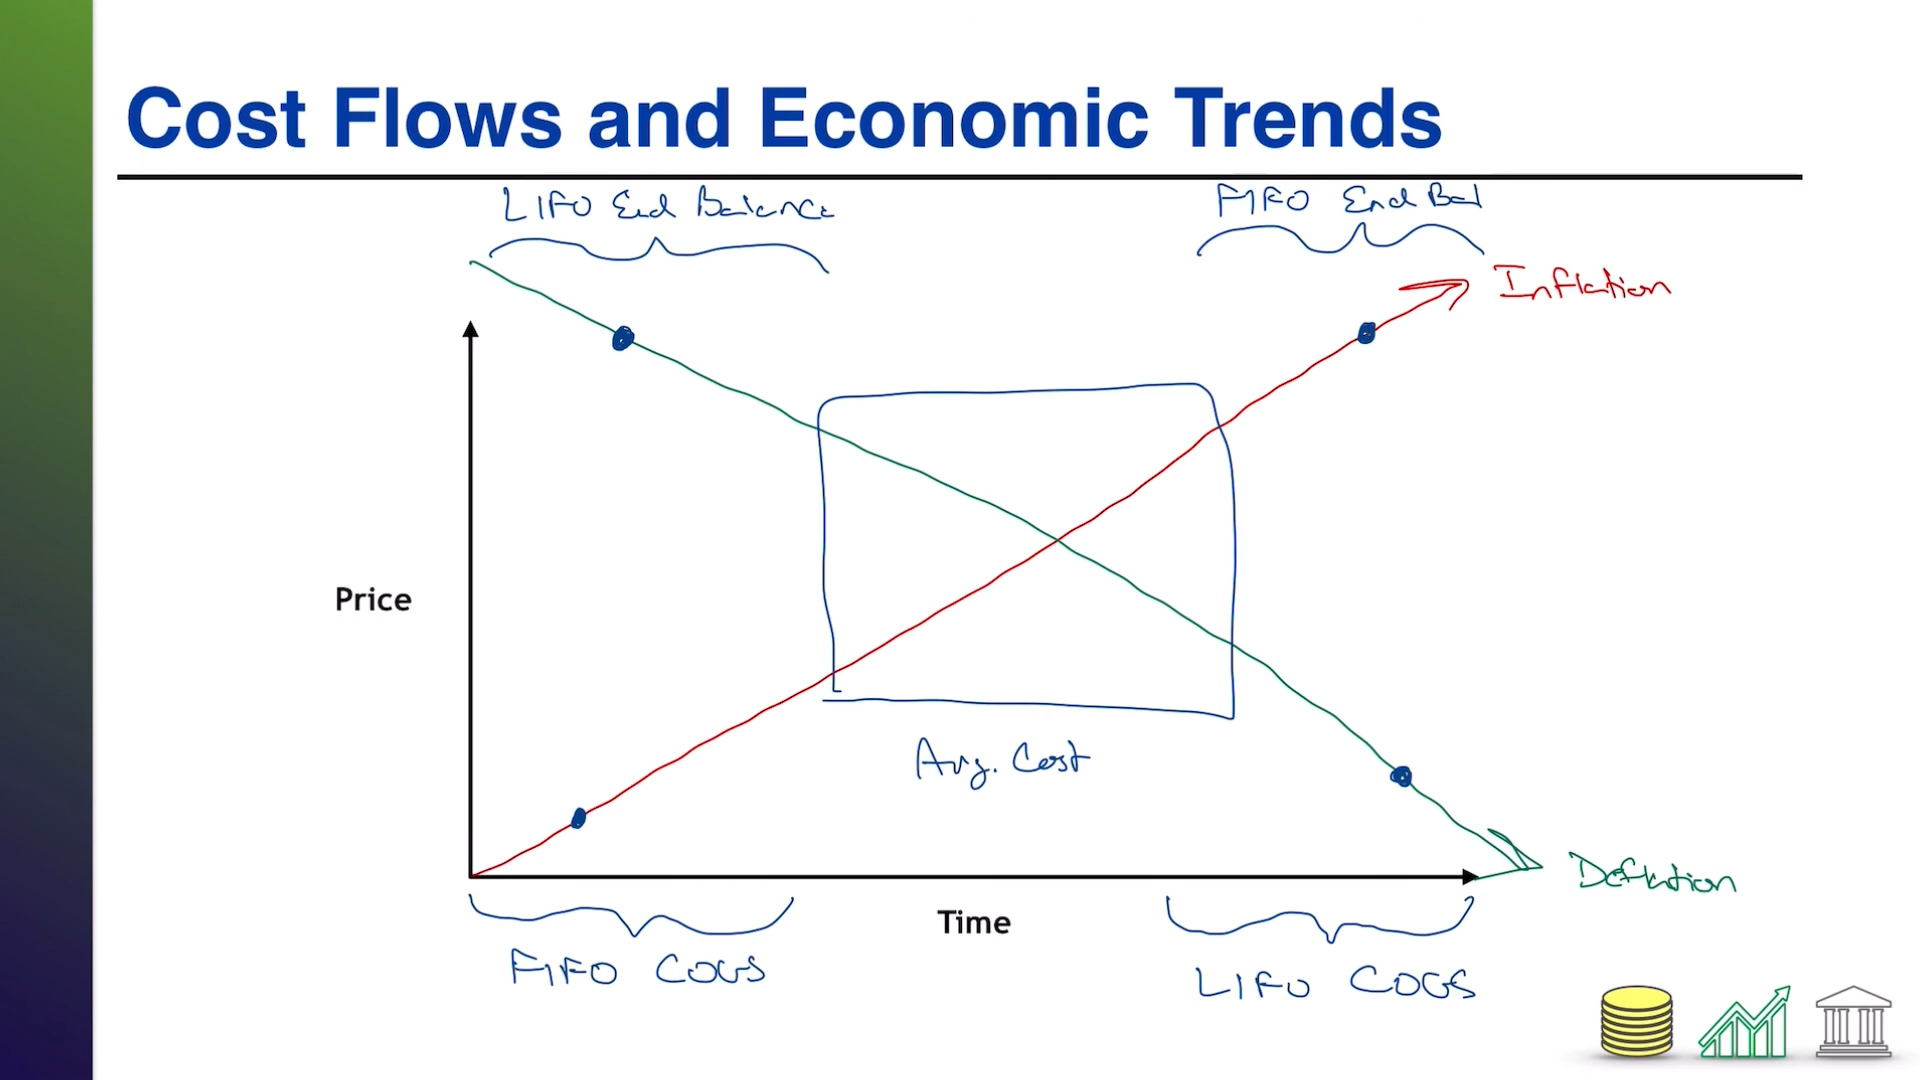 Cost Flows and Economic Trends
LIFO End Balance
FIFO End Bal
Inflation
Price
Avg. Cost
Deflation
Time
FIFO COGS
LIFO COGS